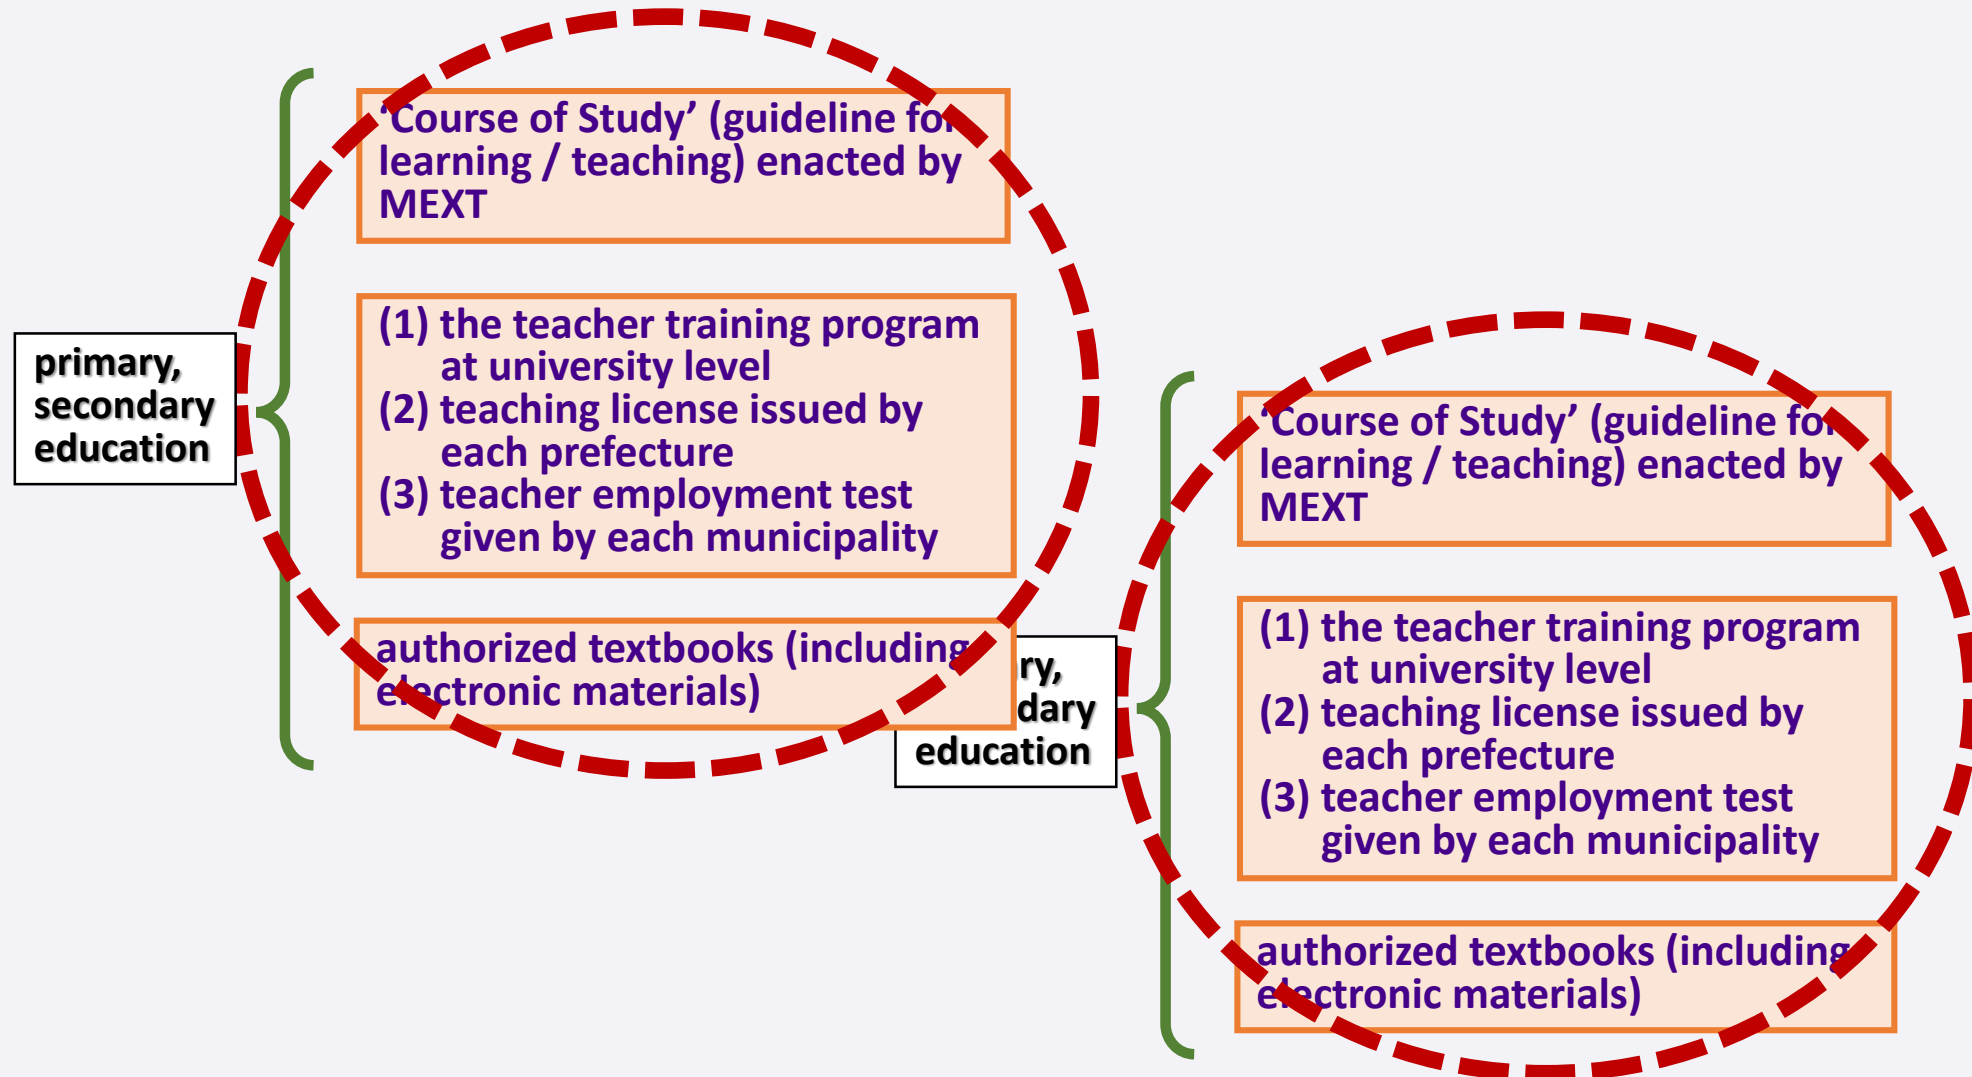 primary,
secondary
education
‘Course of Study’ (guideline for
learning / teaching) enacted by
MEXT
(1) the teacher training program
at university level
(2) teaching license issued by
each prefecture
(3) teacher employment test
given by each municipality
authorized textbooks (including
electronic materials)
ry,
dary
education
‘Course of Study’ (guideline for
learning / teaching) enacted by
MEXT
(1) the teacher training program
at university level
(2) teaching license issued by
each prefecture
(3) teacher employment test
given by each municipality
authorized textbooks (including
electronic materials)